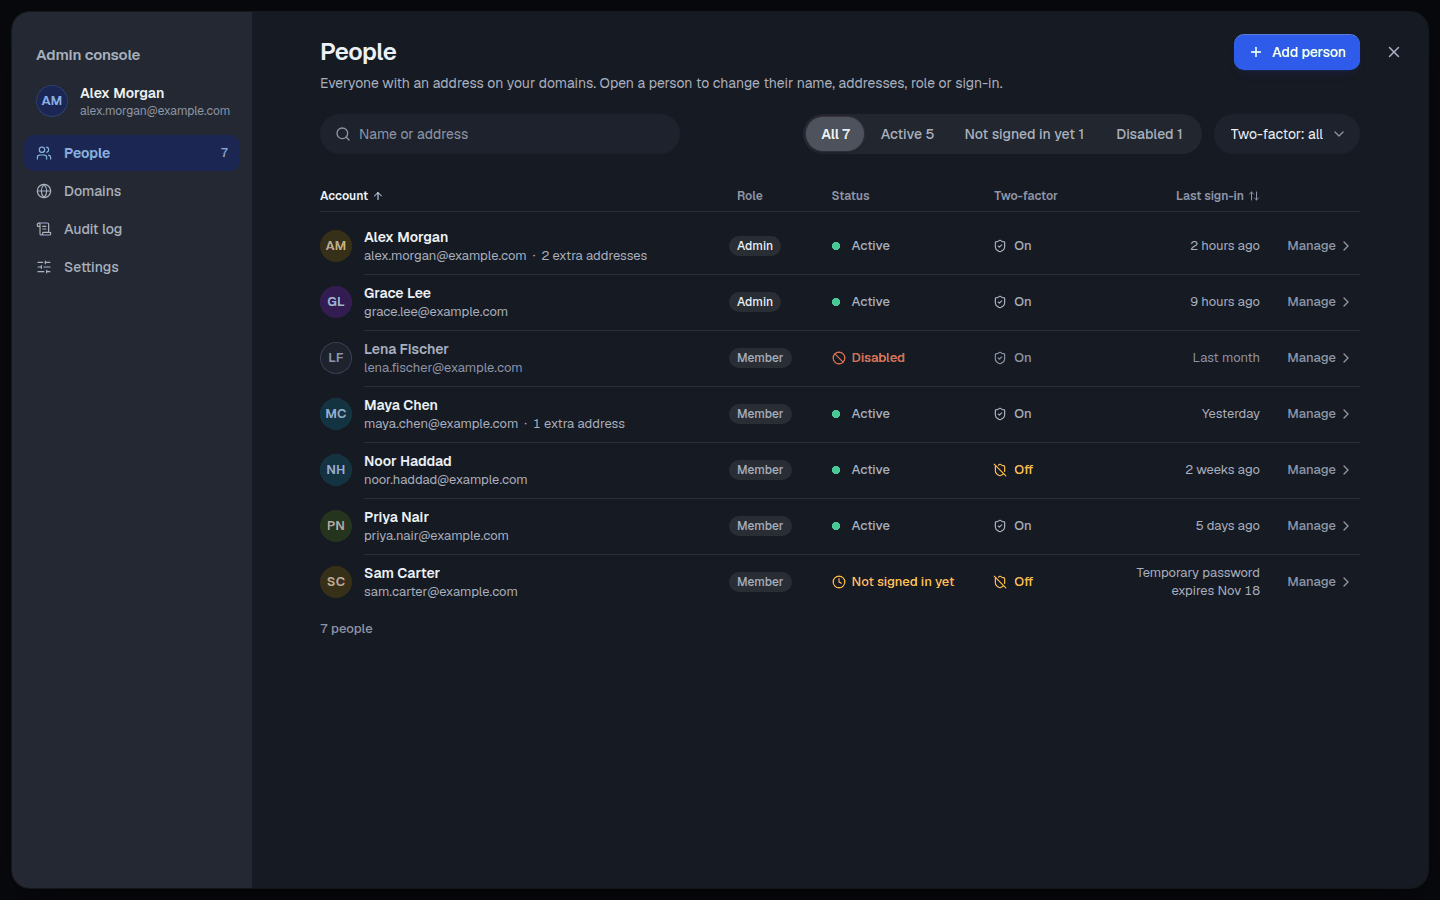 Admin console
AM
Alex Morgan
alex.morgan@example.com
People 7
Domains
Audit log
Settings
People
Everyone with an address on your domains. Open a person to change their name, addresses, role or sign-in.
Add person
Name or address
All 7 Active 5 Not signed in yet 1 Disabled 1
Two-factor: all
Account Role Status Two-factor Last sign-in
AM Alex Morgan
alex.morgan@example.com · 2 extra addresses
Admin Active On 2 hours ago Manage
GL Grace Lee
grace.lee@example.com
Admin Active On 9 hours ago Manage
LF Lena Fischer
lena.fischer@example.com
Member Disabled On Last month Manage
MC Maya Chen
maya.chen@example.com · 1 extra address
Member Active On Yesterday Manage
NH Noor Haddad
noor.haddad@example.com
Member Active Off 2 weeks ago Manage
PN Priya Nair
priya.nair@example.com
Member Active On 5 days ago Manage
SC Sam Carter
sam.carter@example.com
Member Not signed in yet Off
Temporary password
expires Nov 18
Manage
7 people